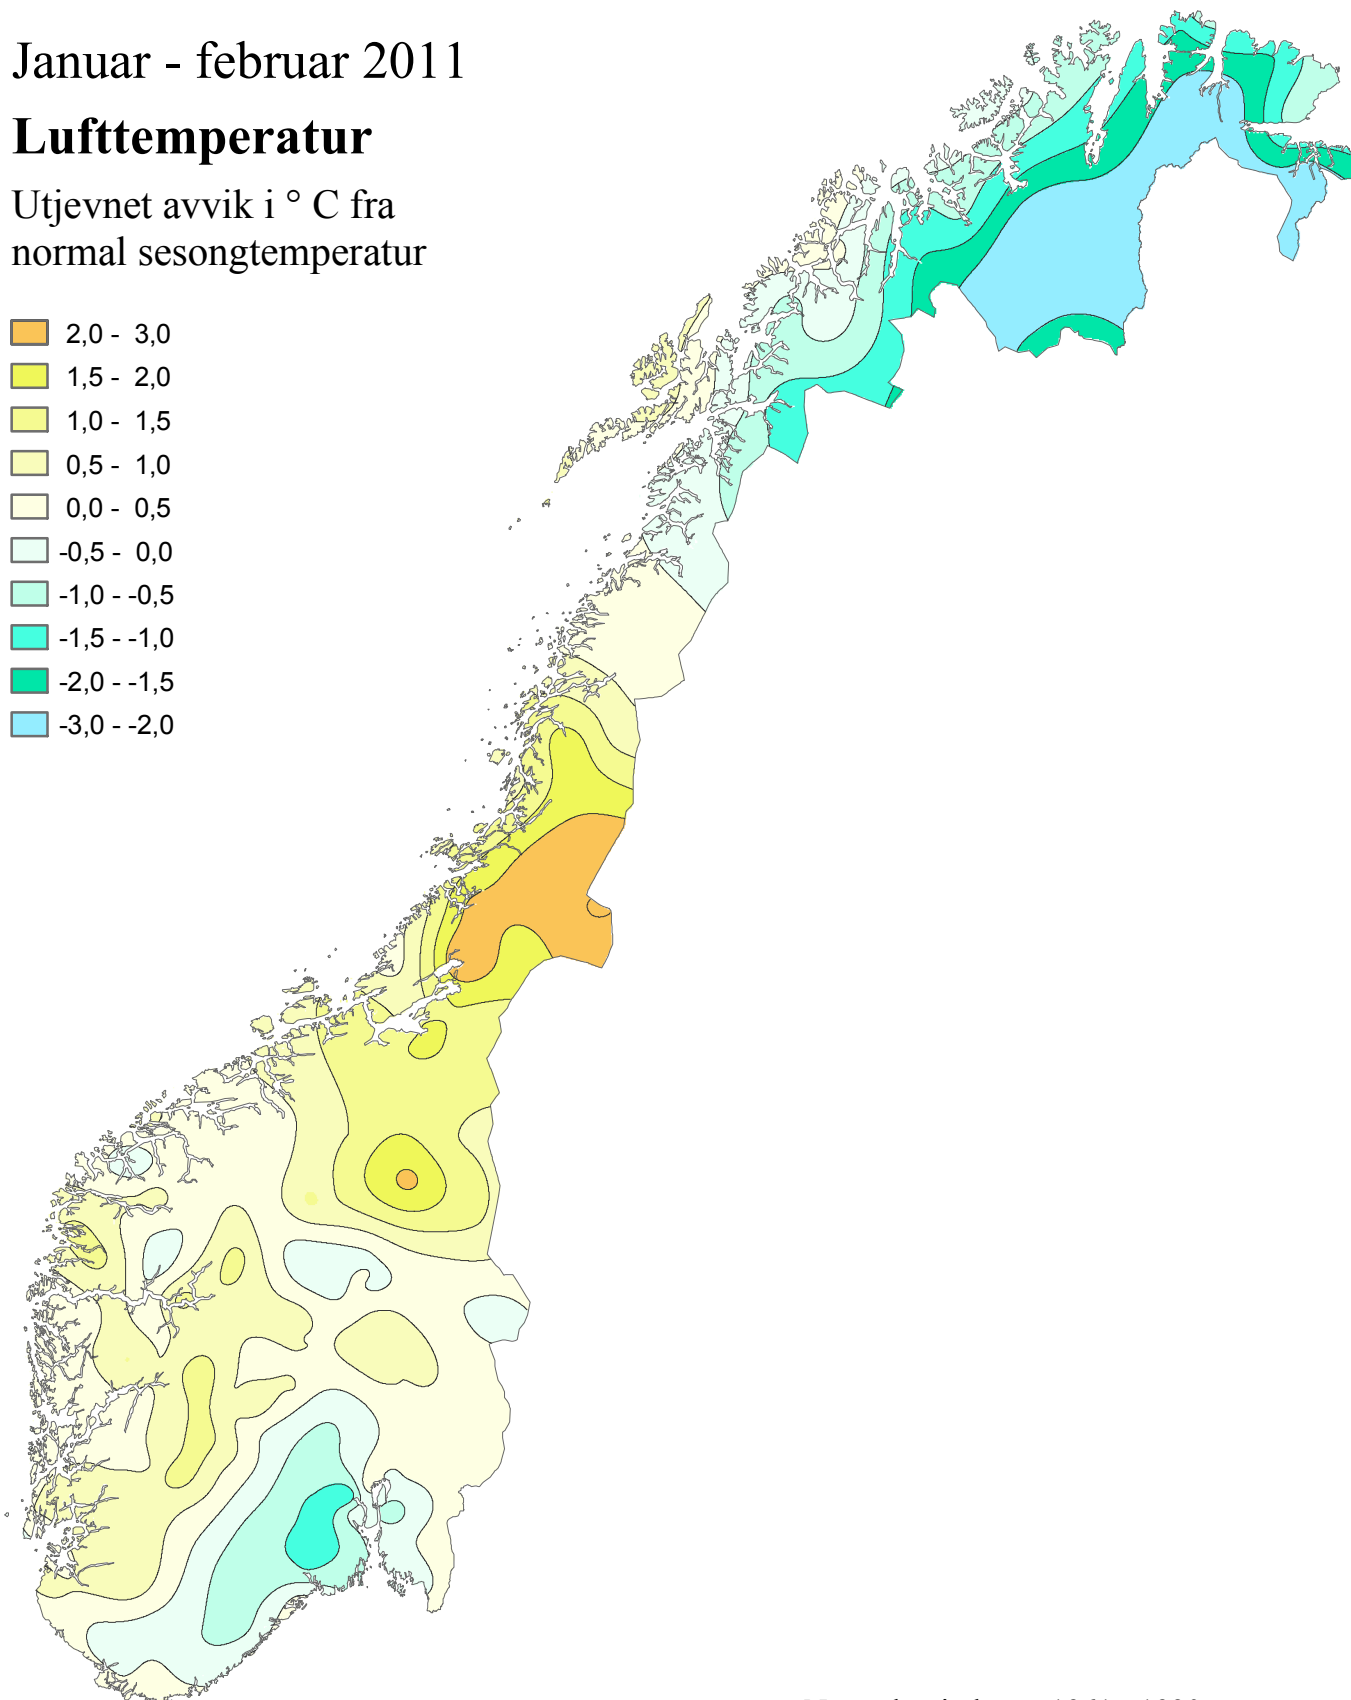 Januar - februar 2011
Lufttemperatur
Utjevnet avvik i ° C fra
normal sesongtemperatur
2,0 - 3,0
1,5 - 2,0
1,0 - 1,5
0,5 - 1,0
0,0 - 0,5
-0,5 - 0,0
-1,0 - -0,5
-1,5 - -1,0
-2,0 - -1,5
-3,0 - -2,0